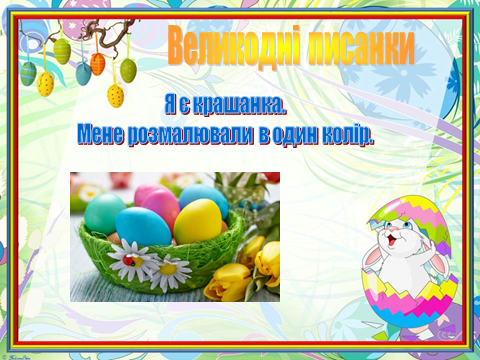 Великодні писанки
Я є крашанка.
Мене розмалювали в один колір.